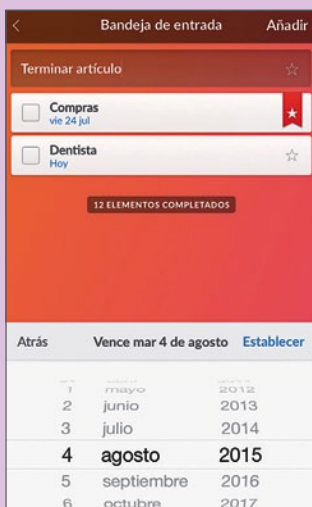 Bandeja de entrada Añadir
Terminar artículo
Compras
vie 24 jul
Dentista
Hoy
12 ELEMENTOS COMPLETADOS
Atrás Vence mar 4 de agosto Establecer
1 mayo 2012
2 junio 2013
3 julio 2014
4 agosto 2015
5 septiembre 2016
6 octubre 2017